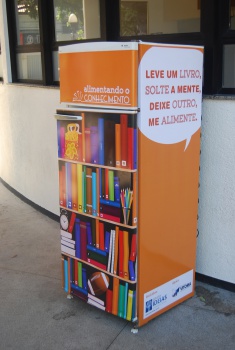 alimentando o
CONHECIMENTO
LEVE UM LIVRO,
SOLTE A MENTE,
DEIXE OUTRO,
ME ALIMENTE.